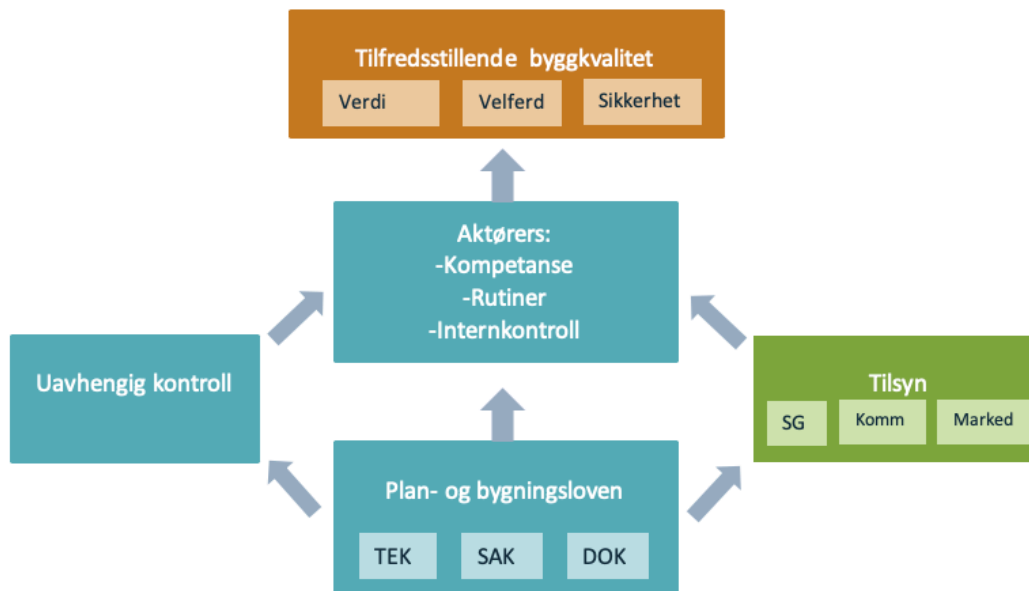 Tilfredsstillende byggkvalitet
Verdi
Velferd
Sikkerhet
Aktørers:
-Kompetanse
-Rutiner
-Internkontroll
Uavhengig kontroll
Tilsyn
SG
Komm
Marked
Plan- og bygningsloven
TEK
SAK
DOK